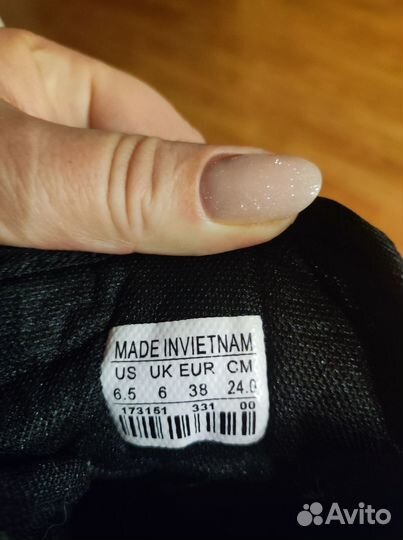 MADE INVIETNAM
US UK EUR CM
6.5 6 38 24.0
173151 331 00
Avito